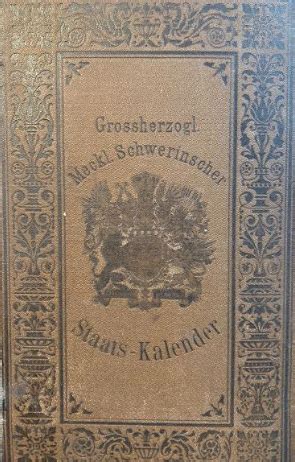 Grossherzogl.
Meckl. Schwerinscher
Staats-Kalender